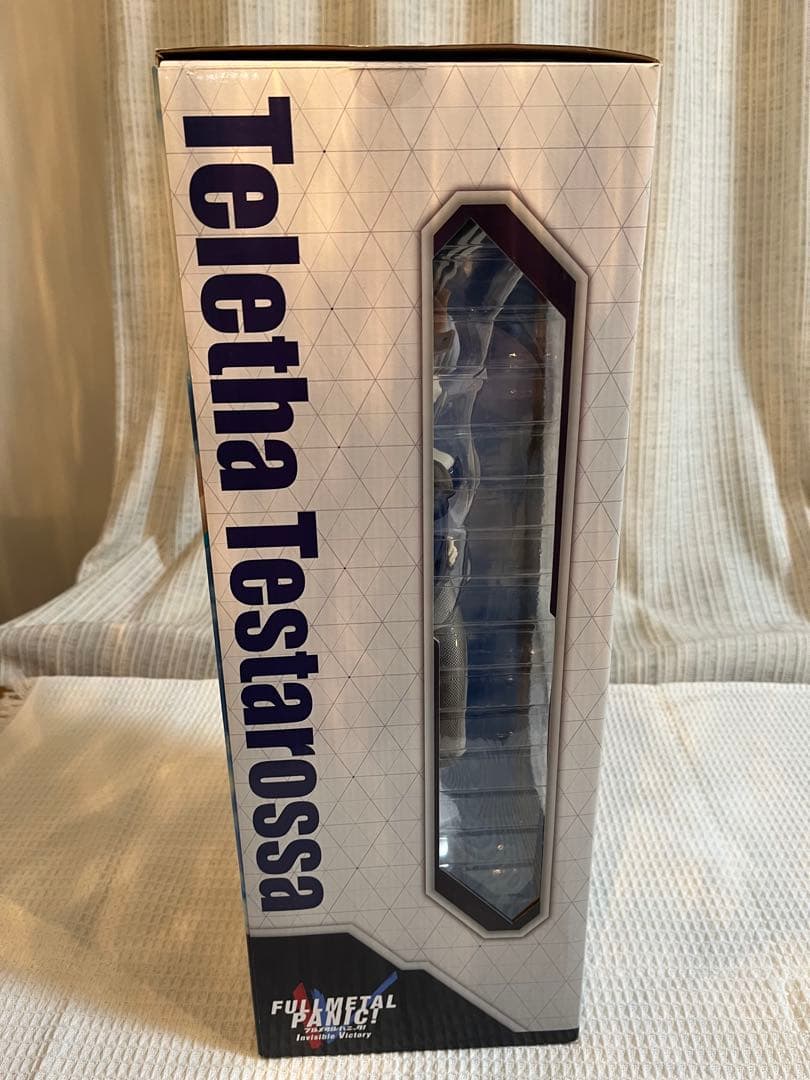 Teletha Testarossa
FULLMETAL
PANIC!
フルメタル・パニック!
Invisible Victory